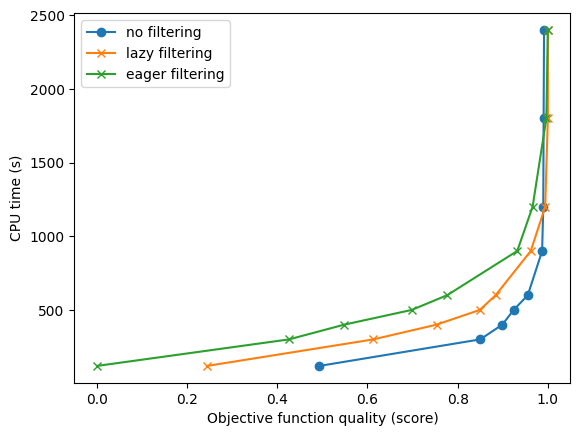 2500
2000
1500
1000
500
CPU time (s)
no filtering
lazy filtering
eager filtering
0.0 0.2 0.4 0.6 0.8 1.0
Objective function quality (score)